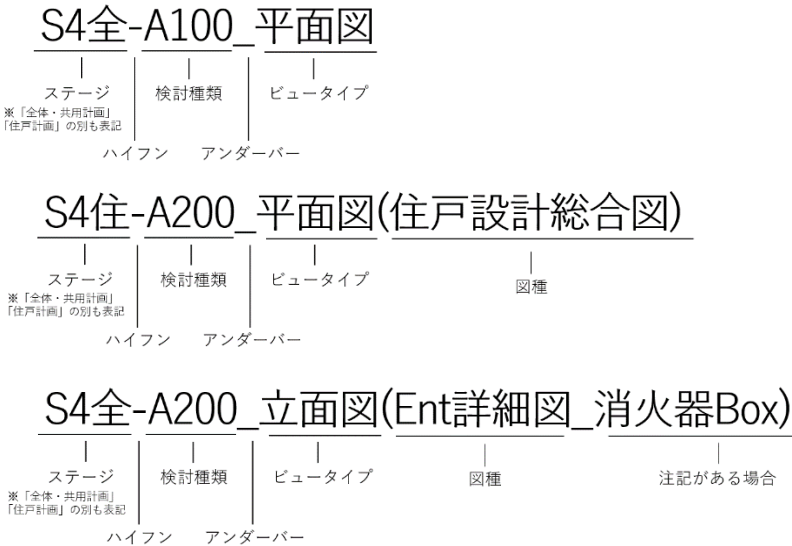 S4全-A100_平面図
ステージ 検討種類 ビュータイプ
※「全体・共用計画」
「住戸計画」の別も表記
ハイフン アンダーバー
S4住-A200_平面図(住戸設計総合図)
ステージ 検討種類 ビュータイプ 図種
※「全体・共用計画」
「住戸計画」の別も表記
ハイフン アンダーバー
S4全-A200_立面図(Ent詳細図_消火器Box)
ステージ 検討種類 ビュータイプ 図種 注記がある場合
※「全体・共用計画」
「住戸計画」の別も表記
ハイフン アンダーバー